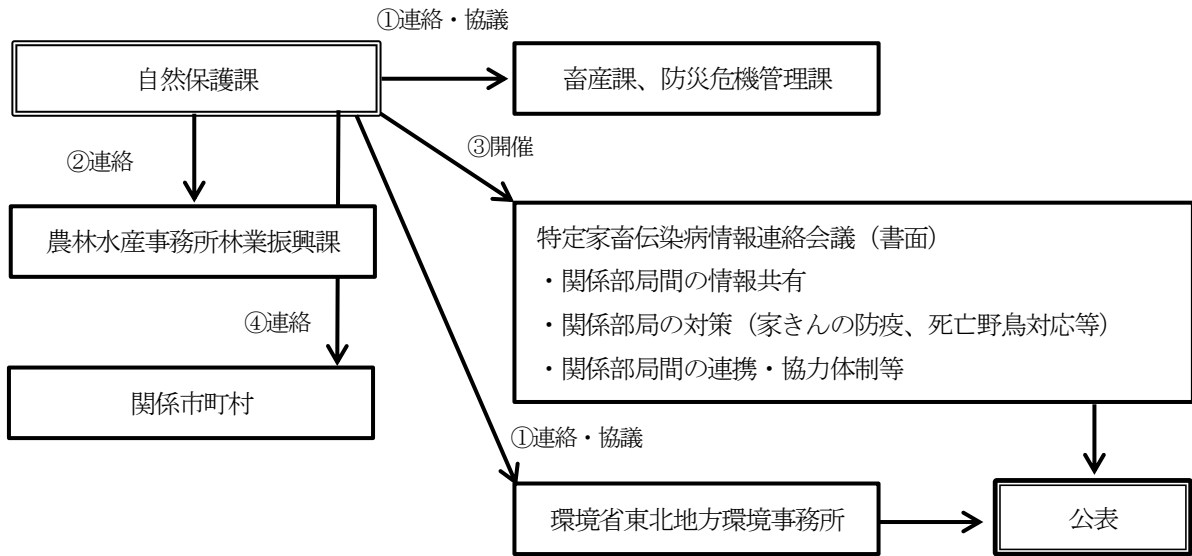 ①連絡・協議
自然保護課
畜産課、防災危機管理課
②連絡
③開催
農林水産事務所林業振興課
特定家畜伝染病情報連絡会議（書面）
・関係部局間の情報共有
・関係部局の対策（家きんの防疫、死亡野鳥対応等）
・関係部局間の連携・協力体制等
④連絡
関係市町村
①連絡・協議
環境省東北地方環境事務所
公表